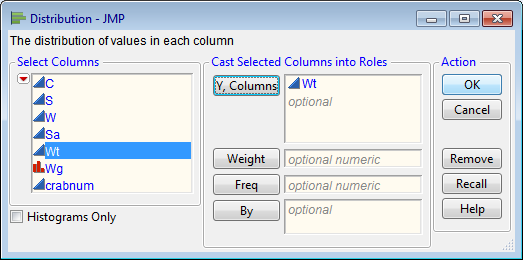 Distribution - JMP
The distribution of values in each column
Select Columns
C
S
W
Sa
Wt
Wg
crabnum
Histograms Only
Cast Selected Columns into Roles
Y, Columns
Wt
optional
Weight
optional numeric
Freq
optional numeric
By
optional
Action
OK
Cancel
Remove
Recall
Help